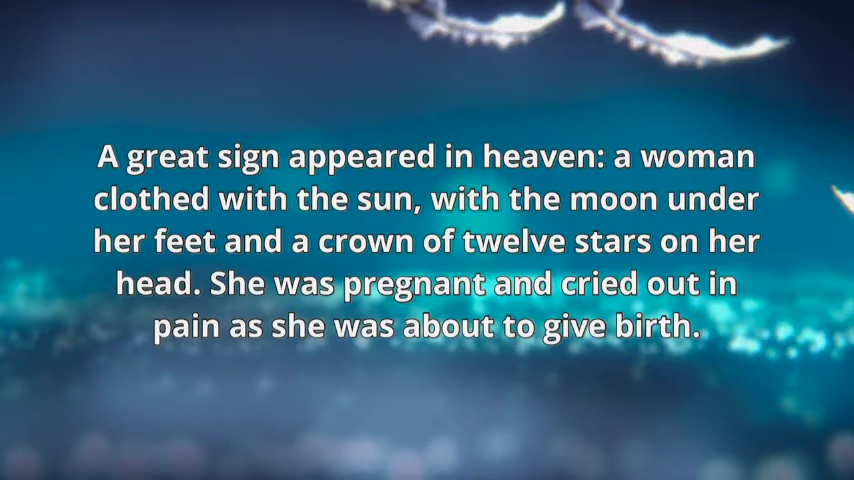 A great sign appeared in heaven: a woman
clothed with the sun, with the moon under
her feet and a crown of twelve stars on her
head. She was pregnant and cried out in
pain as she was about to give birth.